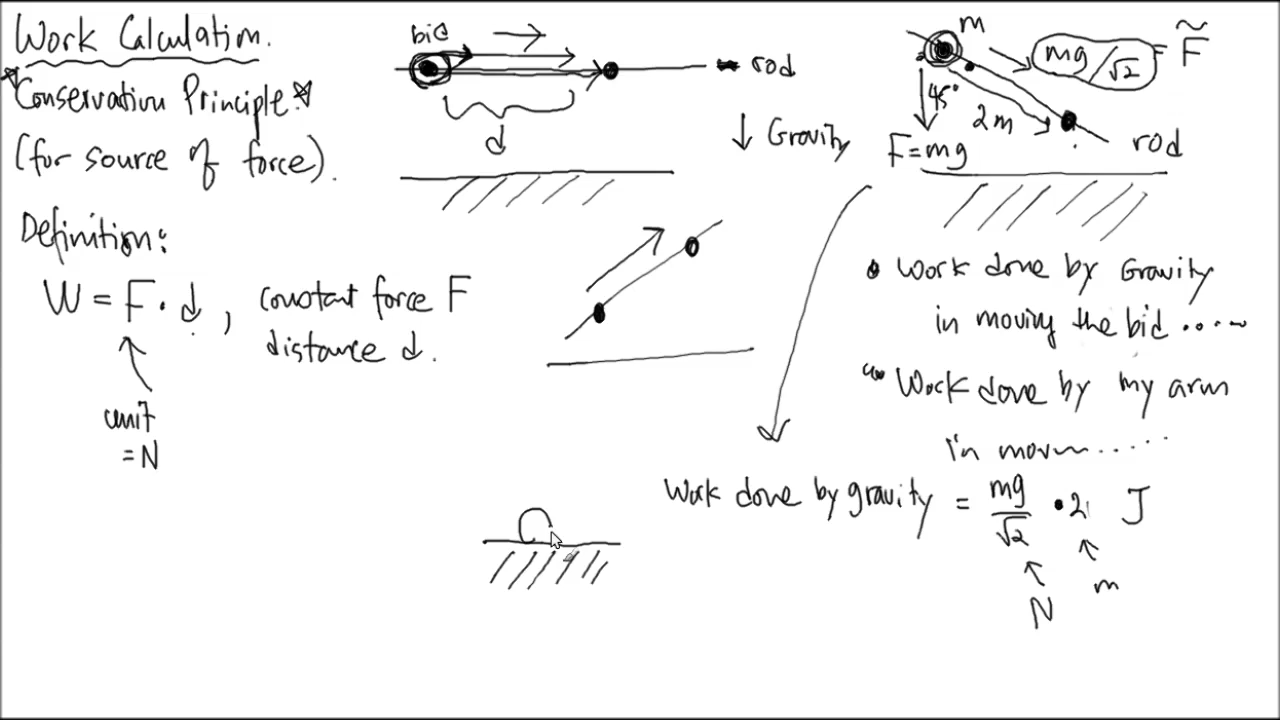 Work Calculation.
Conservation Principle
(for source of force).
Definition:
W = F · d , constant force F
distance d.
unit
= N
bid
rod
d
↓ Gravity
m
mg/√2 = F̃
45°
2m
F=mg
rod
• Work done by Gravity
in moving the bid .....
Work done by my arm
in movin.....
Work done by gravity = mg/√2 • 2 J
N
m